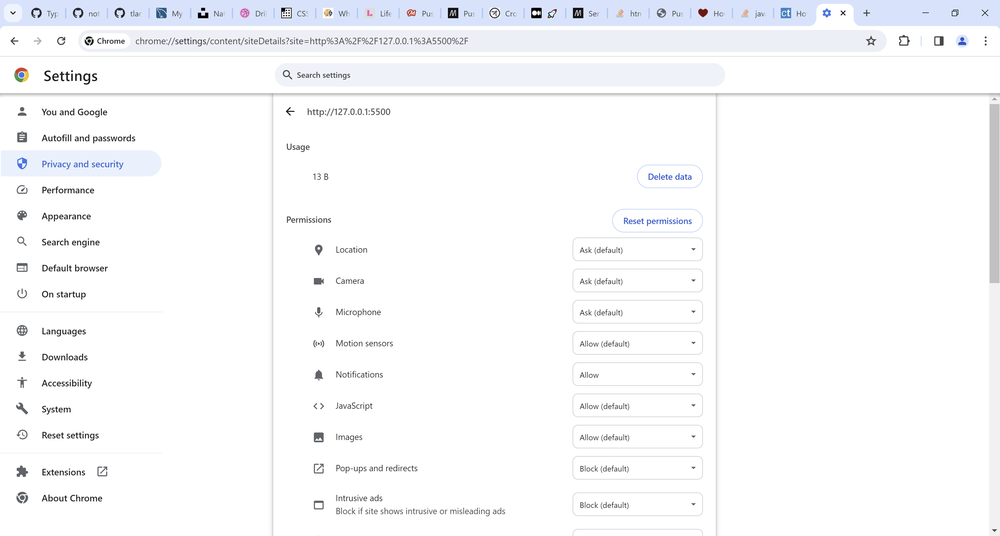 Typ
not
tlar
My
Nat
Dril
CSS
Wh
L
Life
Pus
M
Pus
Cro
M
Ser
htm
Pus
How
java
ct
Ho
Chrome
chrome://settings/content/siteDetails?site=http%3A%2F%2F127.0.0.1%3A5500%2F
Settings
Search settings
You and Google
Autofill and passwords
Privacy and security
Performance
Appearance
Search engine
Default browser
On startup
Languages
Downloads
Accessibility
System
Reset settings
Extensions
About Chrome
http://127.0.0.1:5500
Usage
13 B
Delete data
Permissions
Reset permissions
Location
Ask (default)
Camera
Ask (default)
Microphone
Ask (default)
Motion sensors
Allow (default)
Notifications
Allow
JavaScript
Allow (default)
Images
Allow (default)
Pop-ups and redirects
Block (default)
Intrusive ads
Block if site shows intrusive or misleading ads
Block (default)